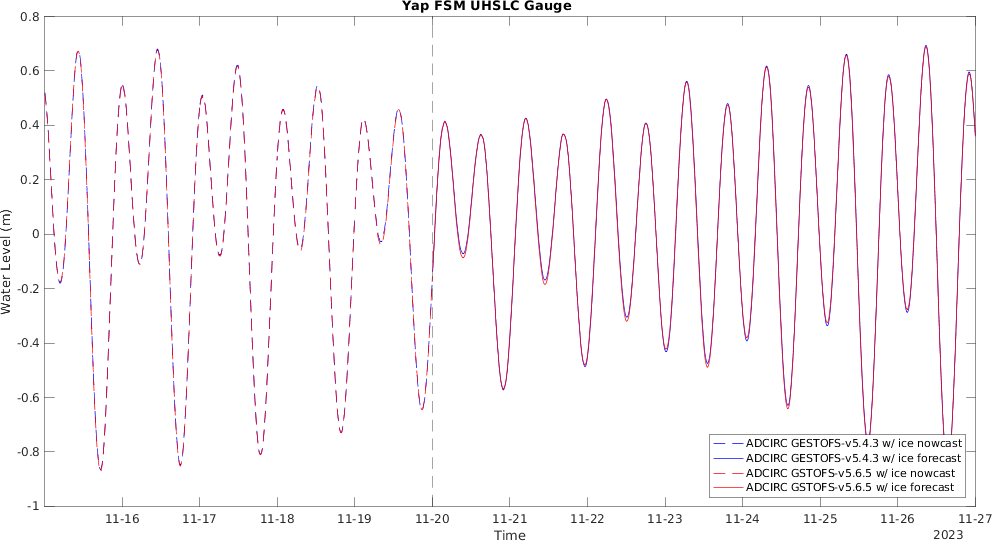 Yap FSM UHSLC Gauge
0.8
0.6
0.4
0.2
0
-0.2
-0.4
-0.6
-0.8
-1
Water Level (m)
ADCIRC GESTOFS-v5.4.3 w/ ice nowcast
ADCIRC GESTOFS-v5.4.3 w/ ice forecast
ADCIRC GSTOFS-v5.6.5 w/ ice nowcast
ADCIRC GSTOFS-v5.6.5 w/ ice forecast
11-16 11-17 11-18 11-19 11-20 11-21 11-22 11-23 11-24 11-25 11-26 11-27
Time
2023